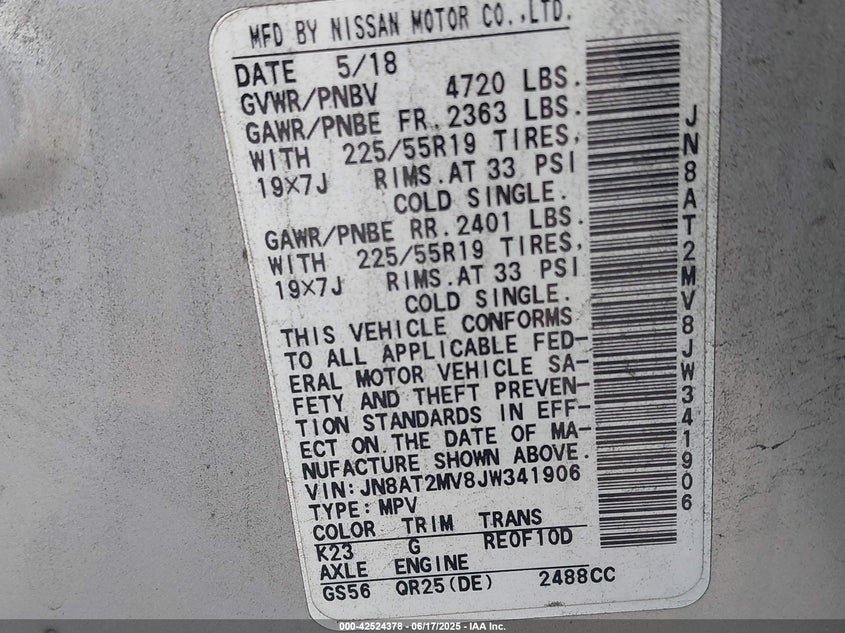 MFD BY NISSAN MOTOR CO.,LTD.
DATE 5/18
GVWR/PNBV 4720 LBS.
GAWR/PNBE FR. 2363 LBS.
WITH 225/55R19 TIRES,
19×7J RIMS.AT 33 PSI
COLD SINGLE.
GAWR/PNBE RR. 2401 LBS.
WITH 225/55R19 TIRES,
19×7J RIMS.AT 33 PSI
COLD SINGLE.
THIS VEHICLE CONFORMS
TO ALL APPLICABLE FED-
ERAL MOTOR VEHICLE SA-
FETY AND THEFT PREVEN-
TION STANDARDS IN EFF-
ECT ON THE DATE OF MA-
NUFACTURE SHOWN ABOVE.
VIN:JN8AT2MV8JW341906
TYPE:MPV
COLOR TRIM TRANS
K23 G RE0F10D
AXLE ENGINE
GS56 QR25(DE) 2488CC
JN8AT2MV8JW341906
000-42524378 - 06/17/2025 - IAA Inc.